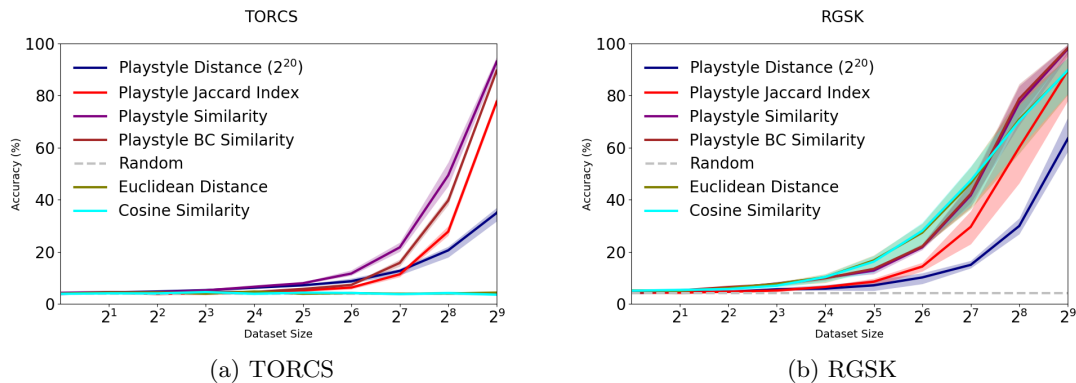 TORCS
100
80
60
40
20
0
Accuracy (%)
Playstyle Distance (2^20)
Playstyle Jaccard Index
Playstyle Similarity
Playstyle BC Similarity
Random
Euclidean Distance
Cosine Similarity
2^1 2^2 2^3 2^4 2^5 2^6 2^7 2^8 2^9
Dataset Size
(a) TORCS
RGSK
100
80
60
40
20
0
Accuracy (%)
Playstyle Distance (2^20)
Playstyle Jaccard Index
Playstyle Similarity
Playstyle BC Similarity
Random
Euclidean Distance
Cosine Similarity
2^1 2^2 2^3 2^4 2^5 2^6 2^7 2^8 2^9
Dataset Size
(b) RGSK